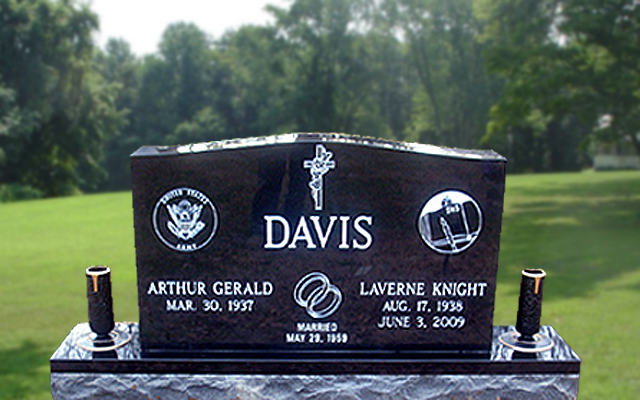 UNITED STATES
ARMY
DAVIS
ARTHUR GERALD
MAR. 30, 1937
MARRIED
MAY 29, 1959
LAVERNE KNIGHT
AUG. 17, 1938
JUNE 3, 2009